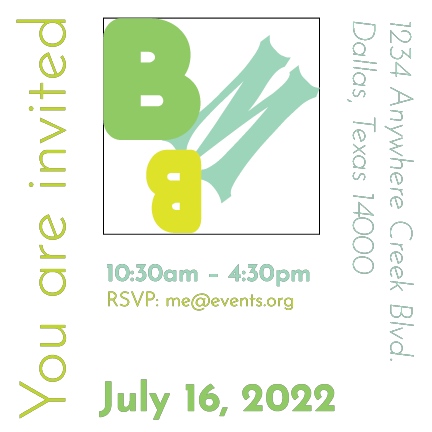 You are invited
B
N
B
10:30am – 4:30pm
RSVP: me@events.org
July 16, 2022
1234 Anywhere Creek Blvd.
Dallas, Texas 14000